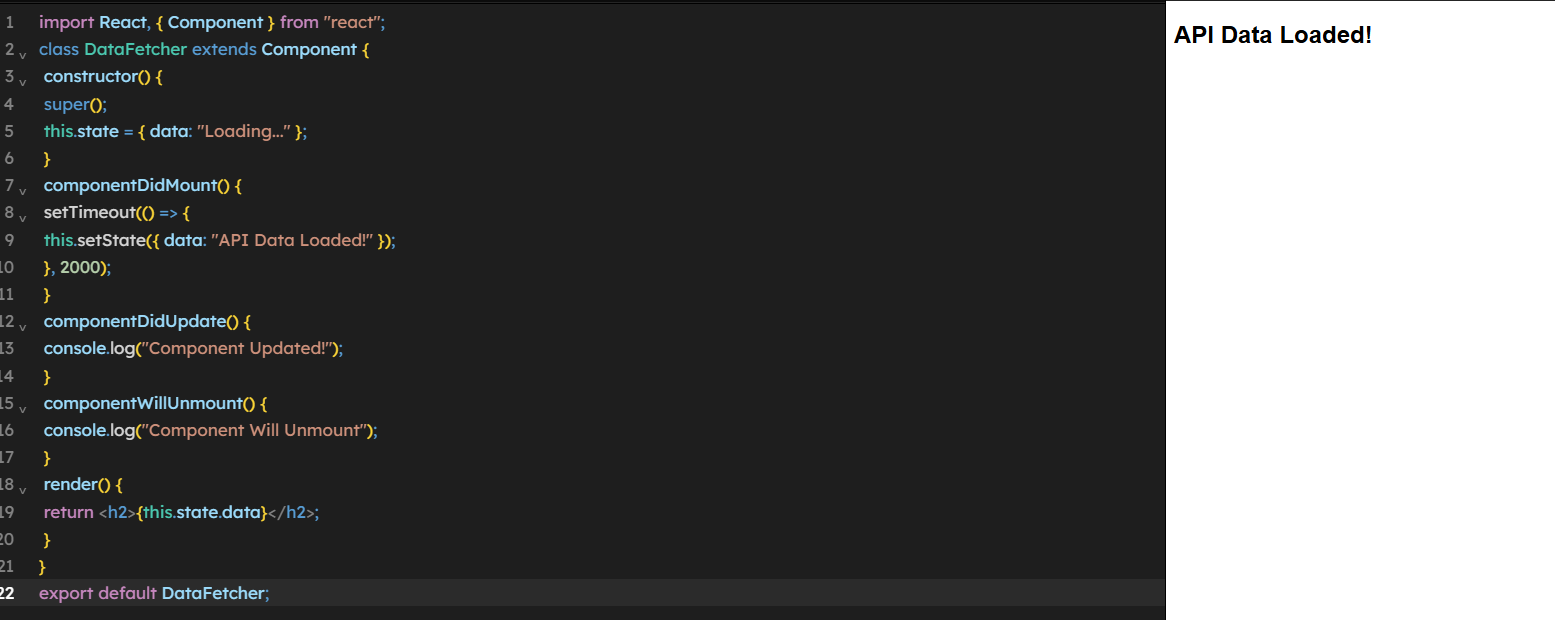 1 import React, { Component } from "react";
2 class DataFetcher extends Component {
3 constructor() {
4 super();
5 this.state = { data: "Loading..." };
6 }
7 componentDidMount() {
8 setTimeout(() => {
9 this.setState({ data: "API Data Loaded!" });
10 }, 2000);
11 }
12 componentDidUpdate() {
13 console.log("Component Updated!");
14 }
15 componentWillUnmount() {
16 console.log("Component Will Unmount");
17 }
18 render() {
19 return <h2>{this.state.data}</h2>;
20 }
21 }
22 export default DataFetcher;
API Data Loaded!